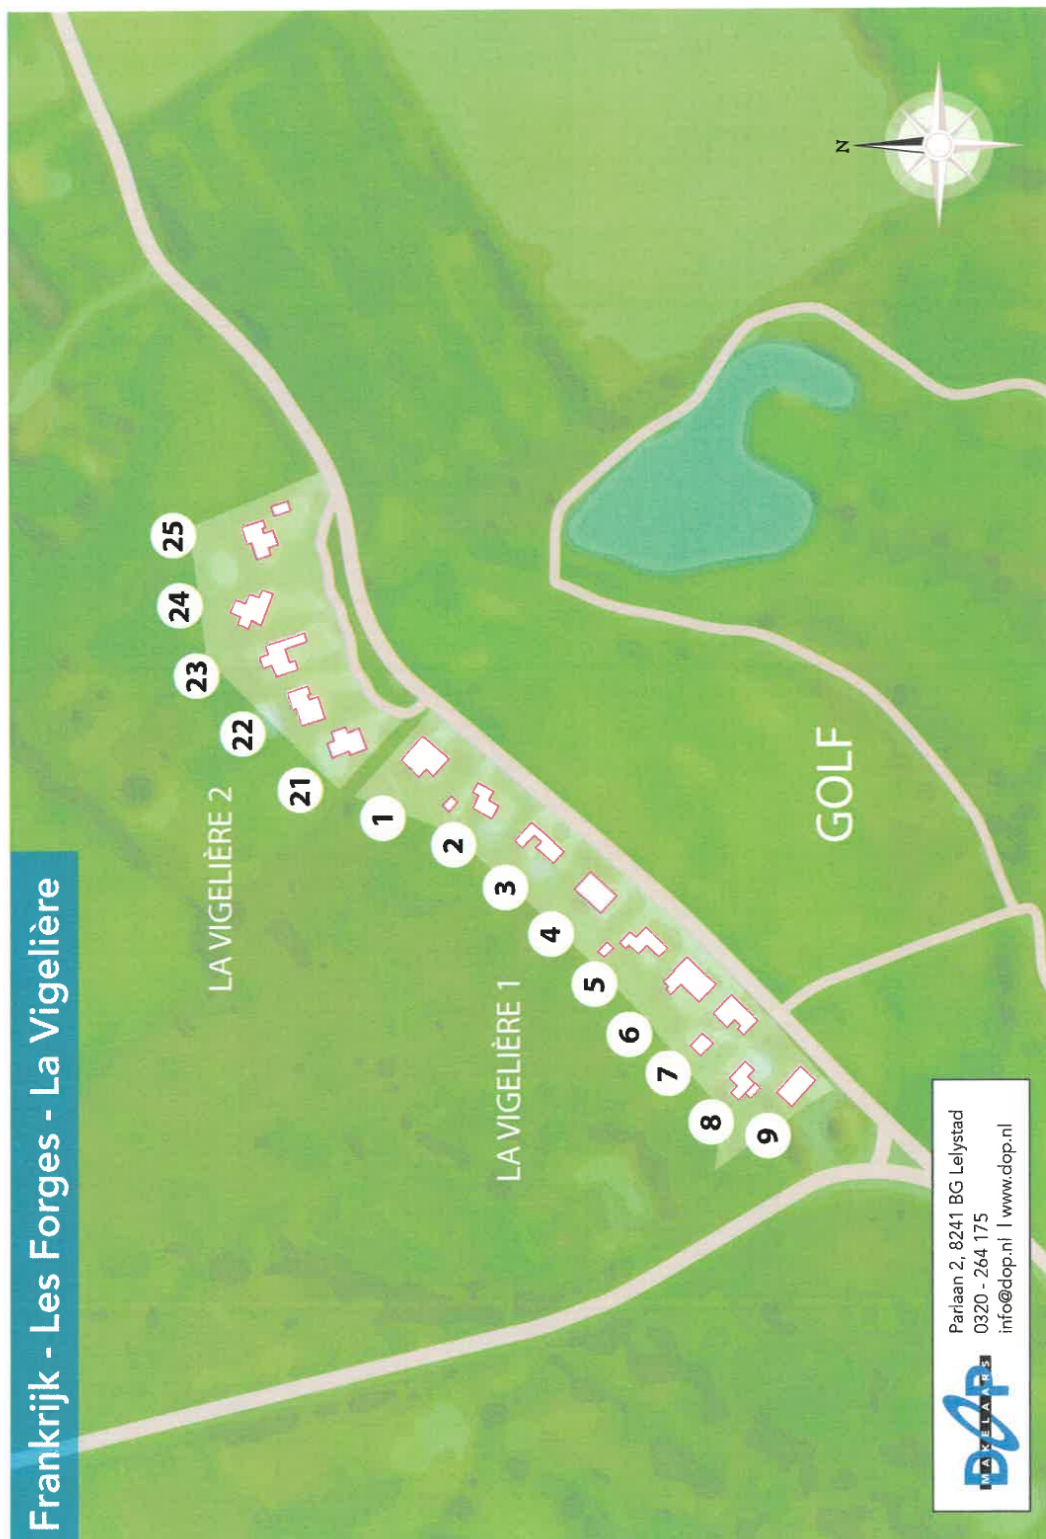 Frankrijk - Les Forges - La Vigelière
LA VIGELIÈRE 2
25
24
23
22
21
LA VIGELIÈRE 1
1
2
3
4
5
6
7
8
9
GOLF
N
DOP
MAKELAARS
Parlaan 2, 8241 BG Lelystad
0320 - 264 175
info@dop.nl | www.dop.nl